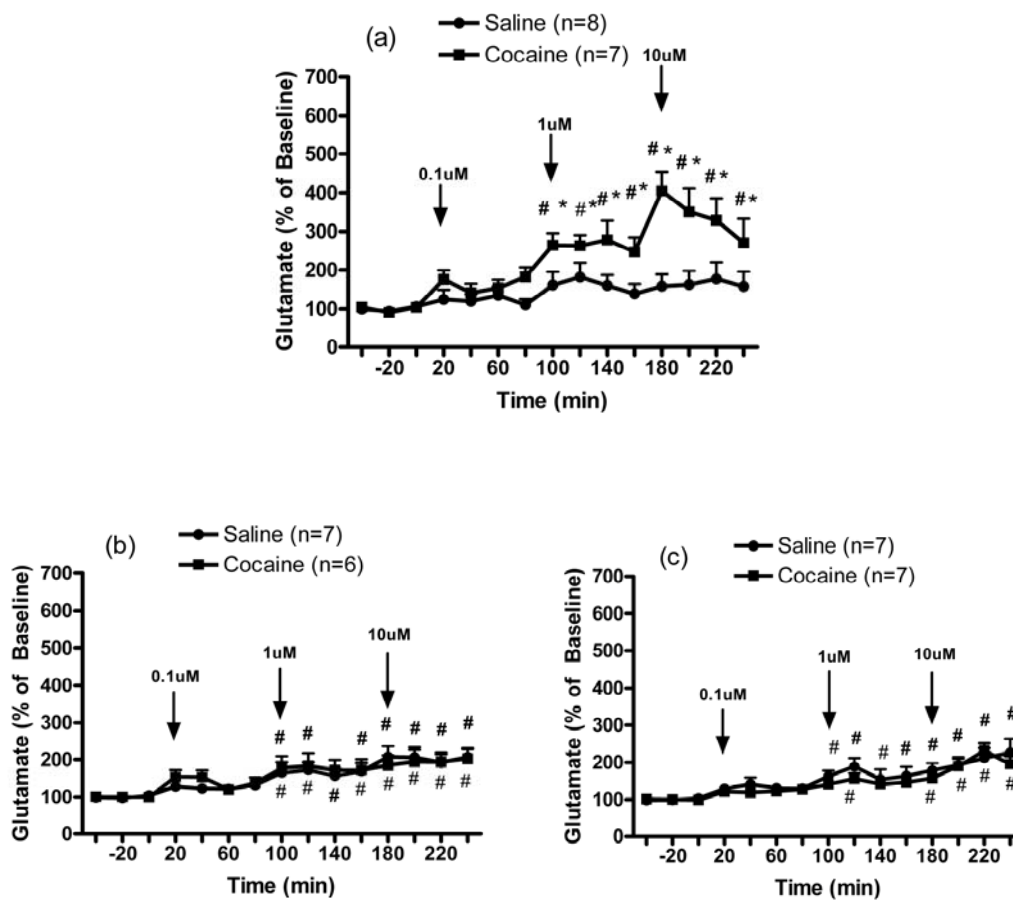 (a)
Saline (n=8)
Cocaine (n=7)
10uM
1uM
0.1uM
# * #* #* #* # * # * # * # *
Glutamate (% of Baseline)
700
600
500
400
300
200
100
0
-20 20 60 100 140 180 220
Time (min)
(b)
Saline (n=7)
Cocaine (n=6)
10uM
1uM
0.1uM
# # # # # # #
# # # # # # # #
Glutamate (% of Baseline)
700
600
500
400
300
200
100
0
-20 20 60 100 140 180 220
Time (min)
(c)
Saline (n=7)
Cocaine (n=7)
1uM
10uM
0.1uM
# # # # # # # #
# # # # #
Glutamate (% of Baseline)
700
600
500
400
300
200
100
0
-20 20 60 100 140 180 220
Time (min)